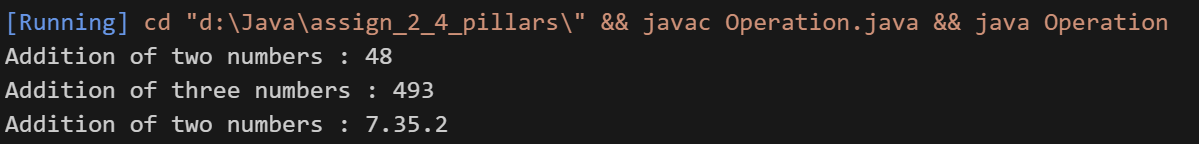 [Running] cd "d:\Java\assign_2_4_pillars\" && javac Operation.java && java Operation
Addition of two numbers : 48
Addition of three numbers : 493
Addition of two numbers : 7.35.2